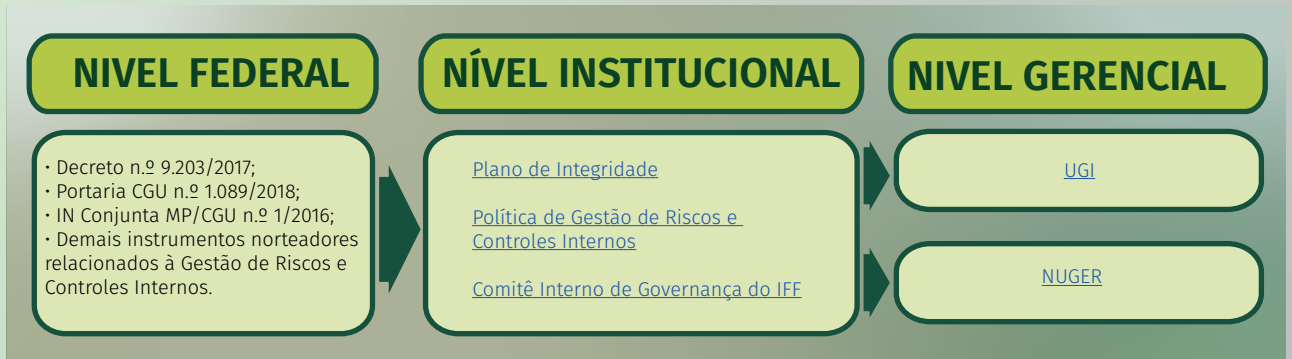 NIVEL FEDERAL
• Decreto n.º 9.203/2017;
• Portaria CGU n.º 1.089/2018;
• IN Conjunta MP/CGU n.º 1/2016;
• Demais instrumentos norteadores
relacionados à Gestão de Riscos e
Controles Internos.
NÍVEL INSTITUCIONAL
Plano de Integridade
Política de Gestão de Riscos e
Controles Internos
Comitê Interno de Governança do IFF
NIVEL GERENCIAL
UGI
NUGER